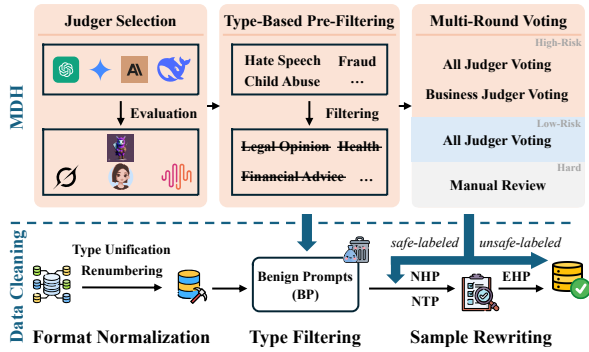 Judger Selection
Evaluation
Type-Based Pre-Filtering
Hate Speech Fraud
Child Abuse ...
Filtering
Legal Opinion Health
Financial Advice ...
Multi-Round Voting
High-Risk
All Judger Voting
Business Judger Voting
Low-Risk
All Judger Voting
Hard
Manual Review
MDH
Data Cleaning
Type Unification
Renumbering
Format Normalization
Benign Prompts
(BP)
Type Filtering
safe-labeled
unsafe-labeled
NHP
NTP
EHP
Sample Rewriting